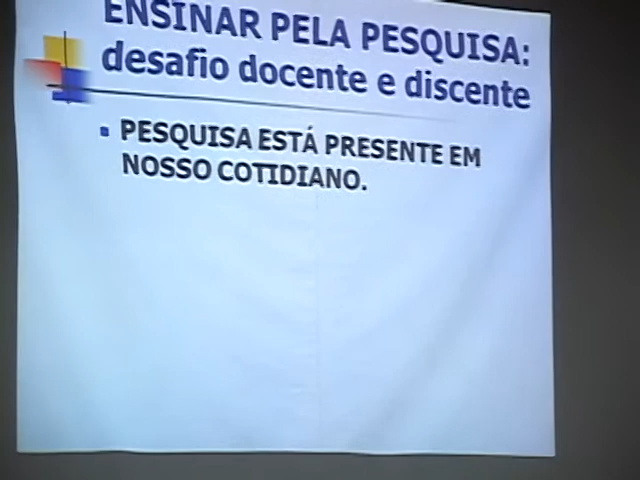 ENSINAR PELA PESQUISA:
desafio docente e discente
PESQUISA ESTÁ PRESENTE EM
NOSSO COTIDIANO.